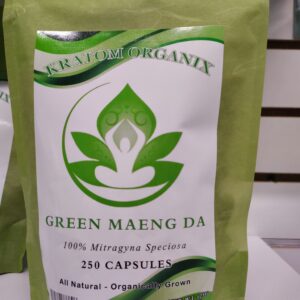 KRATOM ORGANIX
GREEN MAENG DA
100% Mitragyna Speciosa
250 CAPSULES
All Natural - Organically Grown